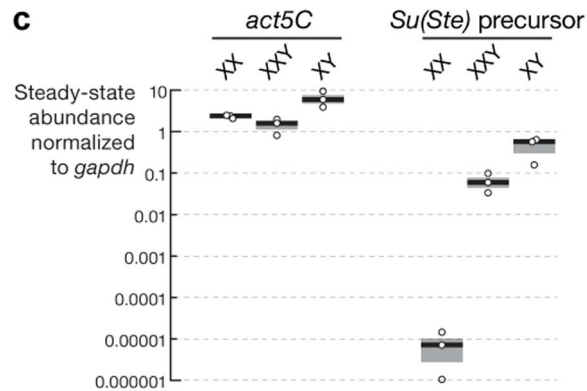 c
act5C Su(Ste) precursor
XX XXY XY XX XXY XY
Steady-state
abundance
normalized
to gapdh
10
1
0.1
0.01
0.001
0.0001
0.00001
0.000001